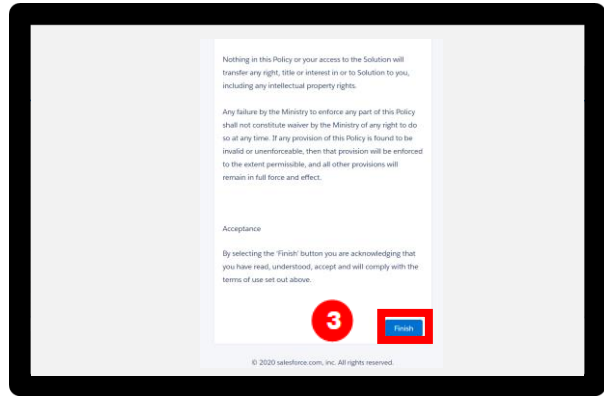 Nothing in this Policy or your access to the Solution will
transfer any right, title or interest in or to Solution to you,
including any intellectual property rights.
Any failure by the Ministry to enforce any part of this Policy
shall not constitute waiver by the Ministry of any right to do
so at any time. If any provision of this Policy is found to be
invalid or unenforceable, then that provision will be enforced
to the extent permissible, and all other provisions will
remain in full force and effect.
Acceptance
By selecting the 'Finish' button you are acknowledging that
you have read, understood, accept and will comply with the
terms of use set out above.
3
Finish
© 2020 salesforce.com, inc. All rights reserved.